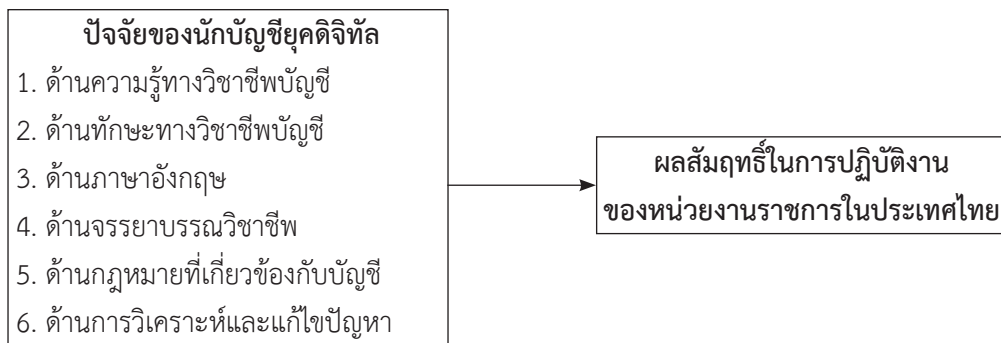 ปัจจัยของนักบัญชียุคดิจิทัล
1. ด้านความรู้ทางวิชาชีพบัญชี
2. ด้านทักษะทางวิชาชีพบัญชี
3. ด้านภาษาอังกฤษ
4. ด้านจรรยาบรรณวิชาชีพ
5. ด้านกฎหมายที่เกี่ยวข้องกับบัญชี
6. ด้านการวิเคราะห์และแก้ไขปัญหา
ผลสัมฤทธิ์ในการปฏิบัติงาน
ของหน่วยงานราชการในประเทศไทย